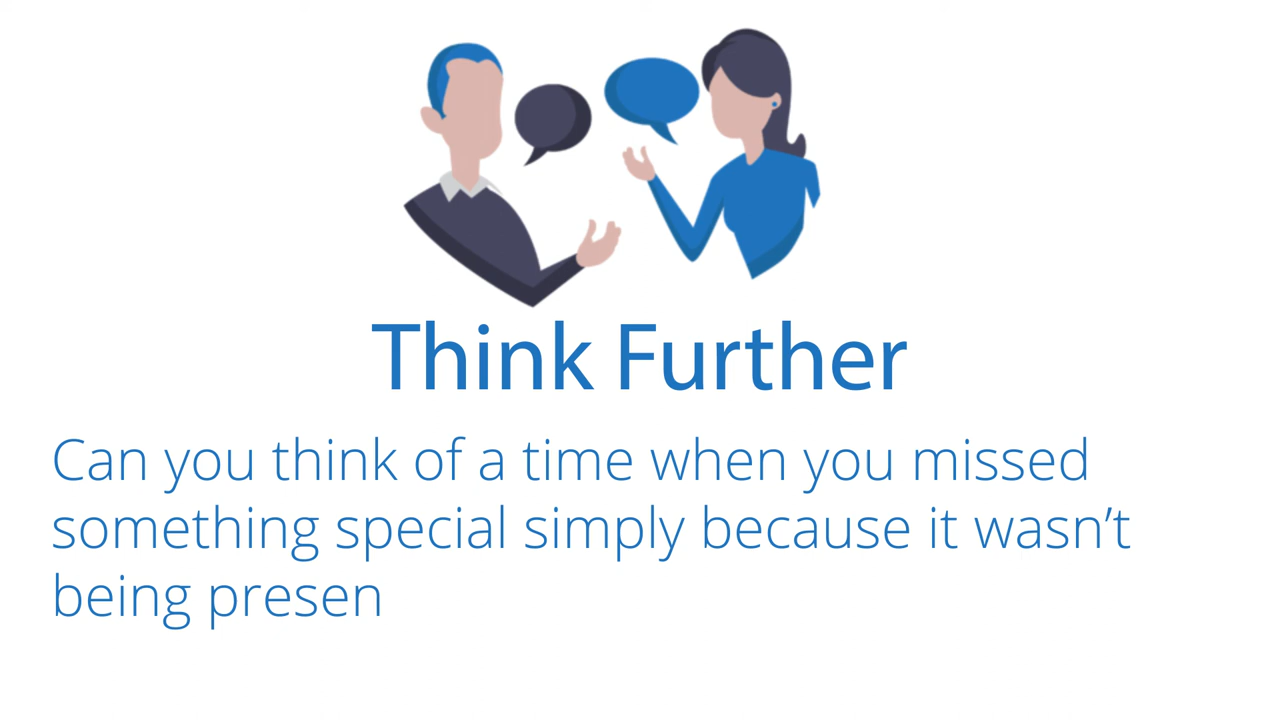 Think Further
Can you think of a time when you missed
something special simply because it wasn’t
being presen